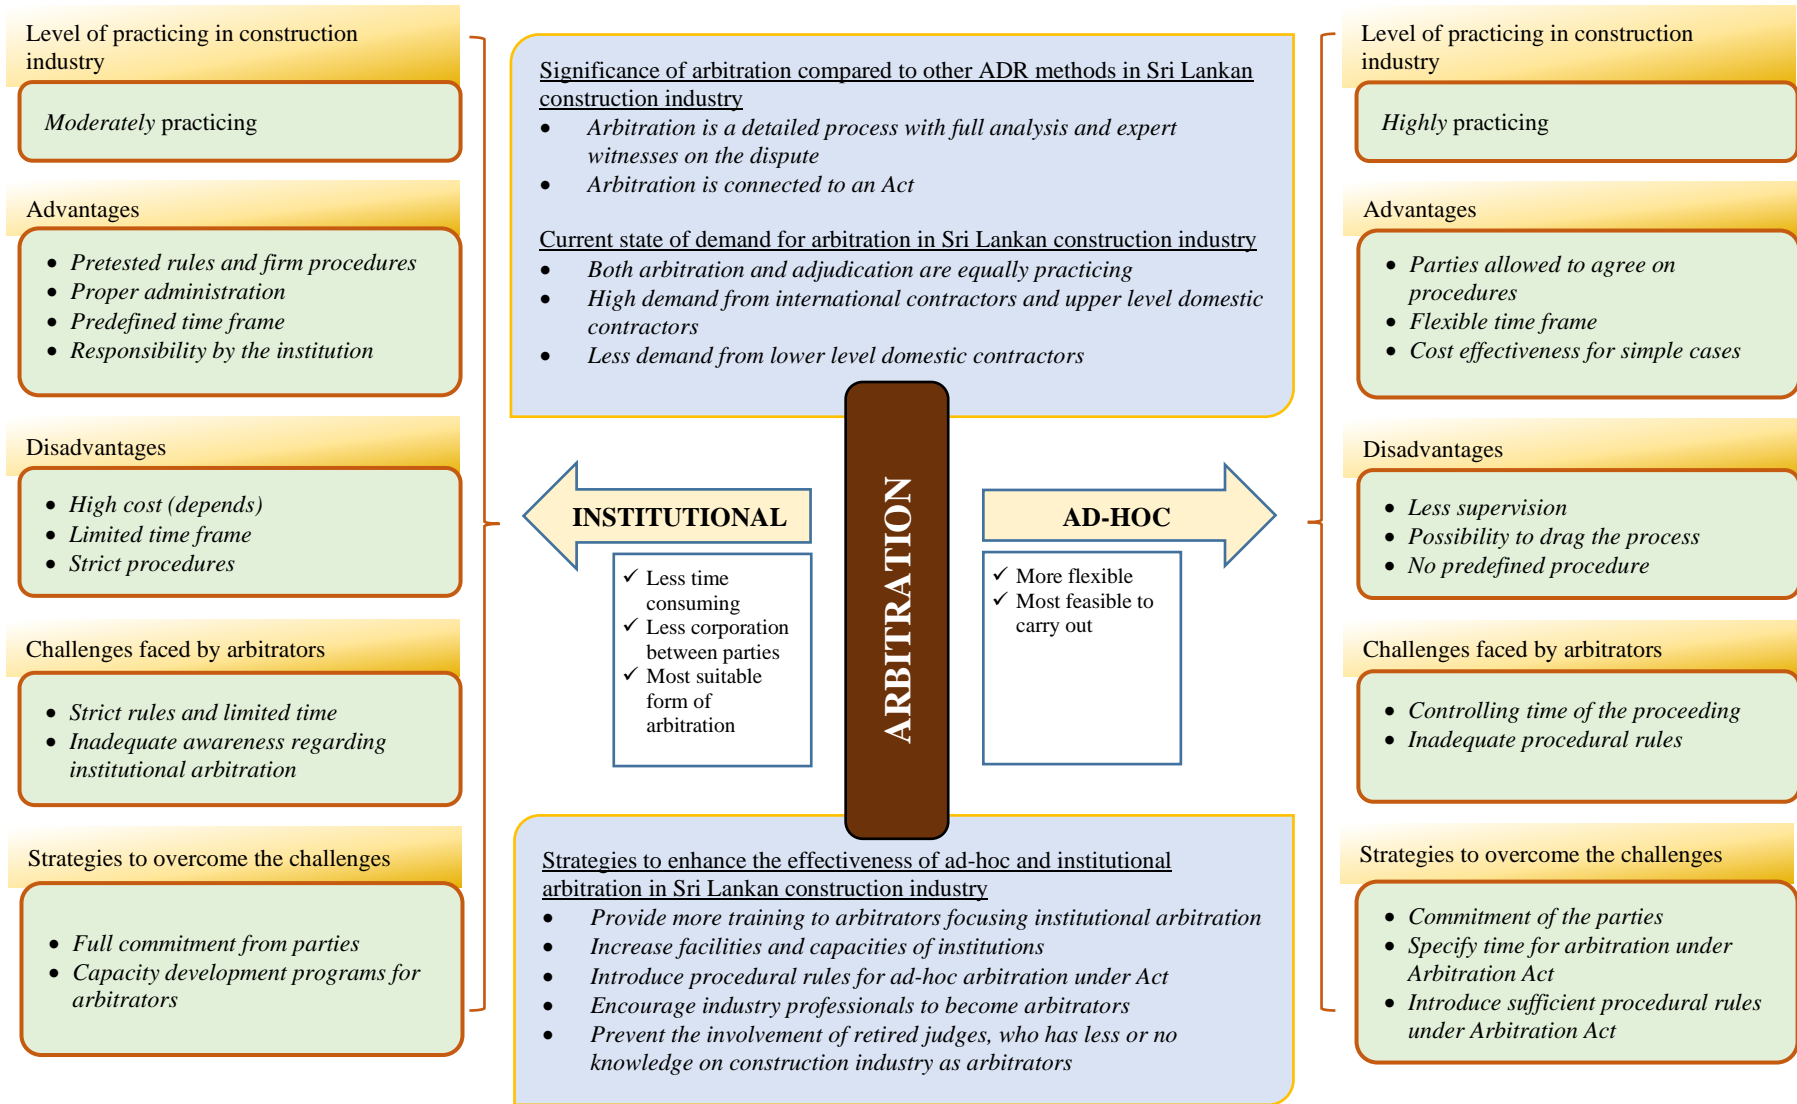 Level of practicing in construction
industry
Moderately practicing
Advantages
• Pretested rules and firm procedures
• Proper administration
• Predefined time frame
• Responsibility by the institution
Disadvantages
• High cost (depends)
• Limited time frame
• Strict procedures
Challenges faced by arbitrators
• Strict rules and limited time
• Inadequate awareness regarding
institutional arbitration
Strategies to overcome the challenges
• Full commitment from parties
• Capacity development programs for
arbitrators
Significance of arbitration compared to other ADR methods in Sri Lankan
construction industry
• Arbitration is a detailed process with full analysis and expert
witnesses on the dispute
• Arbitration is connected to an Act
Current state of demand for arbitration in Sri Lankan construction industry
• Both arbitration and adjudication are equally practicing
• High demand from international contractors and upper level domestic
contractors
• Less demand from lower level domestic contractors
INSTITUTIONAL
✓ Less time
consuming
✓ Less corporation
between parties
✓ Most suitable
form of
arbitration
ARBITRATION
AD-HOC
✓ More flexible
✓ Most feasible to
carry out
Strategies to enhance the effectiveness of ad-hoc and institutional
arbitration in Sri Lankan construction industry
• Provide more training to arbitrators focusing institutional arbitration
• Increase facilities and capacities of institutions
• Introduce procedural rules for ad-hoc arbitration under Act
• Encourage industry professionals to become arbitrators
• Prevent the involvement of retired judges, who has less or no
knowledge on construction industry as arbitrators
Level of practicing in construction
industry
Highly practicing
Advantages
• Parties allowed to agree on
procedures
• Flexible time frame
• Cost effectiveness for simple cases
Disadvantages
• Less supervision
• Possibility to drag the process
• No predefined procedure
Challenges faced by arbitrators
• Controlling time of the proceeding
• Inadequate procedural rules
Strategies to overcome the challenges
• Commitment of the parties
• Specify time for arbitration under
Arbitration Act
• Introduce sufficient procedural rules
under Arbitration Act